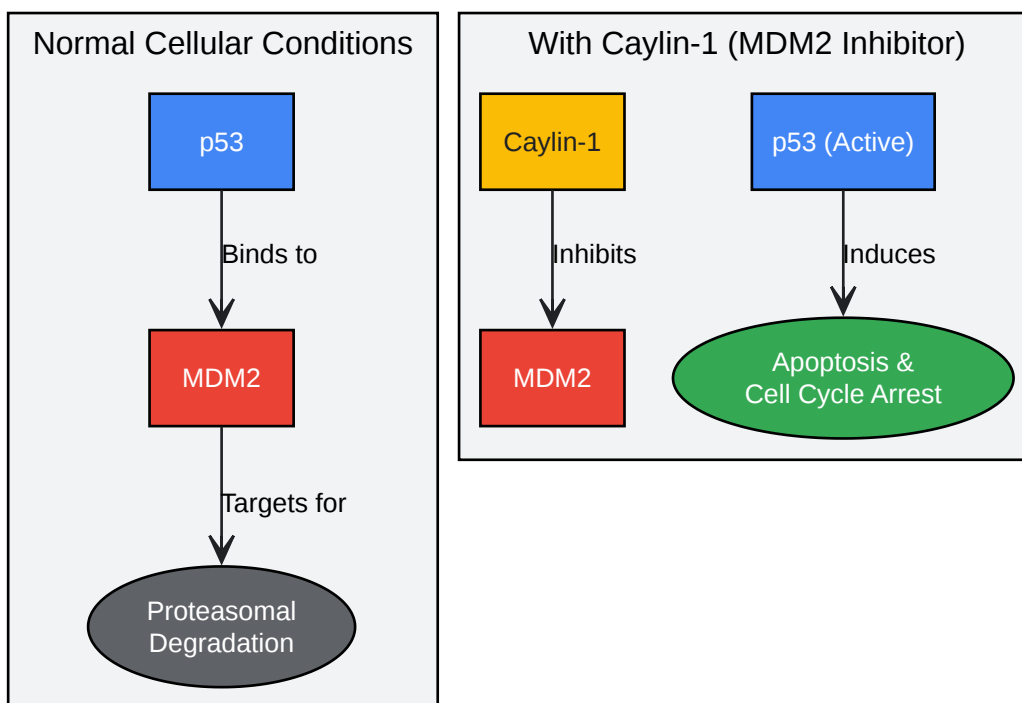 Normal Cellular Conditions
p53
Binds to
MDM2
Targets for
Proteasomal
Degradation
With Caylin-1 (MDM2 Inhibitor)
Caylin-1
p53 (Active)
Inhibits
Induces
MDM2
Apoptosis &
Cell Cycle Arrest